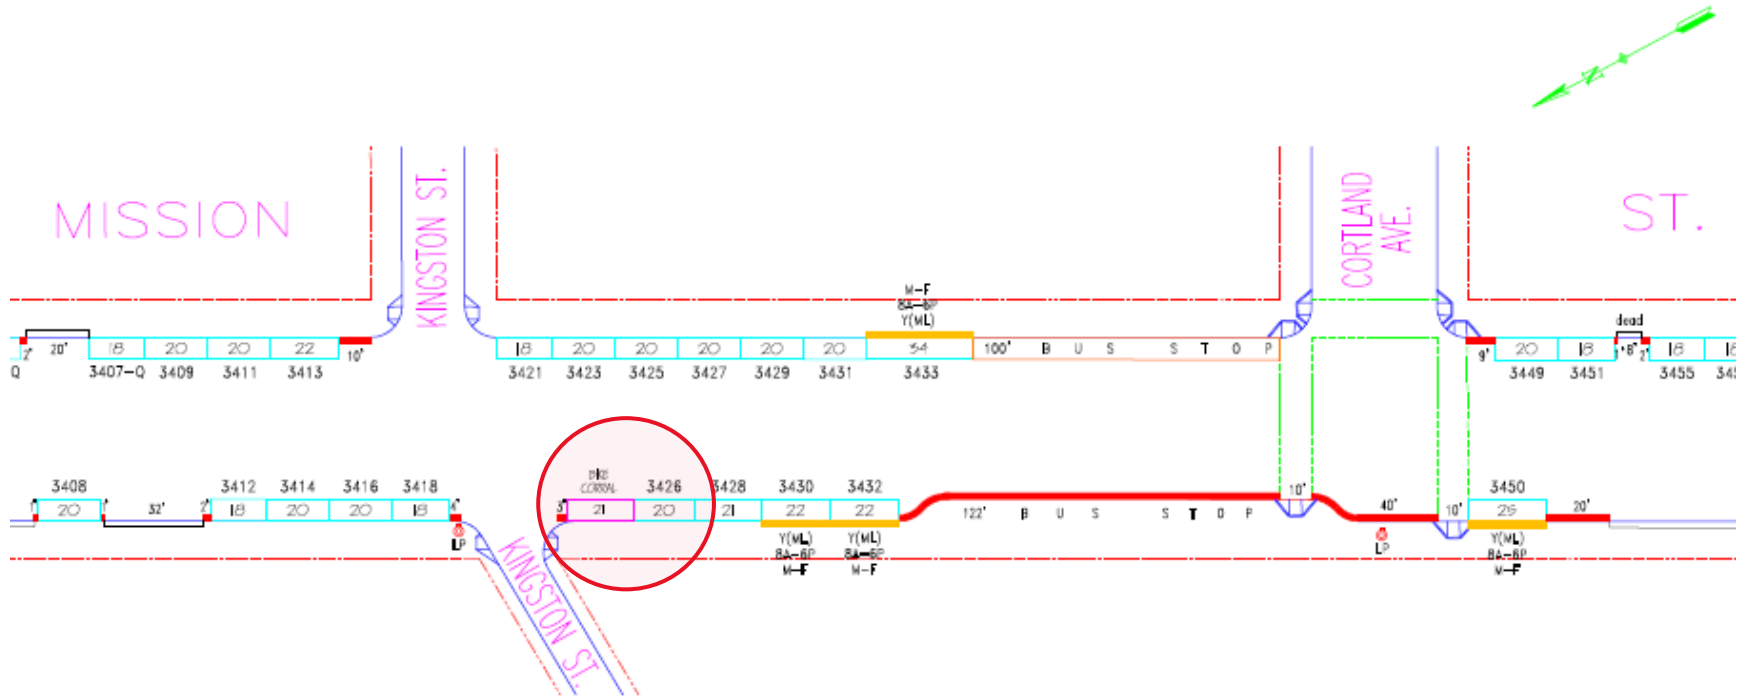 N
MISSION
KINGSTON ST.
CORTLAND
AVE.
ST.
M-F
8A-6P
Y(ML)
dead
2' 20' 18 20 20 22 10' 18 20 20 20 20 20 54 100' BUS STOP 9' 20 18 1' 2' 18
Q 3407-Q 3409 3411 3413 3421 3423 3425 3427 3429 3431 3433 3449 3451 3455
BIKE
CORRAL
3408 3412 3414 3416 3418 3426 3428 3430 3432 10' 3450
1' 20 1' 32' 2' 18 20 20 18 4' 3' 21 20 21 22 22 122' BUS STOP 40' 10' 25 20'
LP
Y(ML)
8A-6P
M-F
Y(ML)
8A-6P
M-F
LP
Y(ML)
8A-6P
M-F
KINGSTON ST.